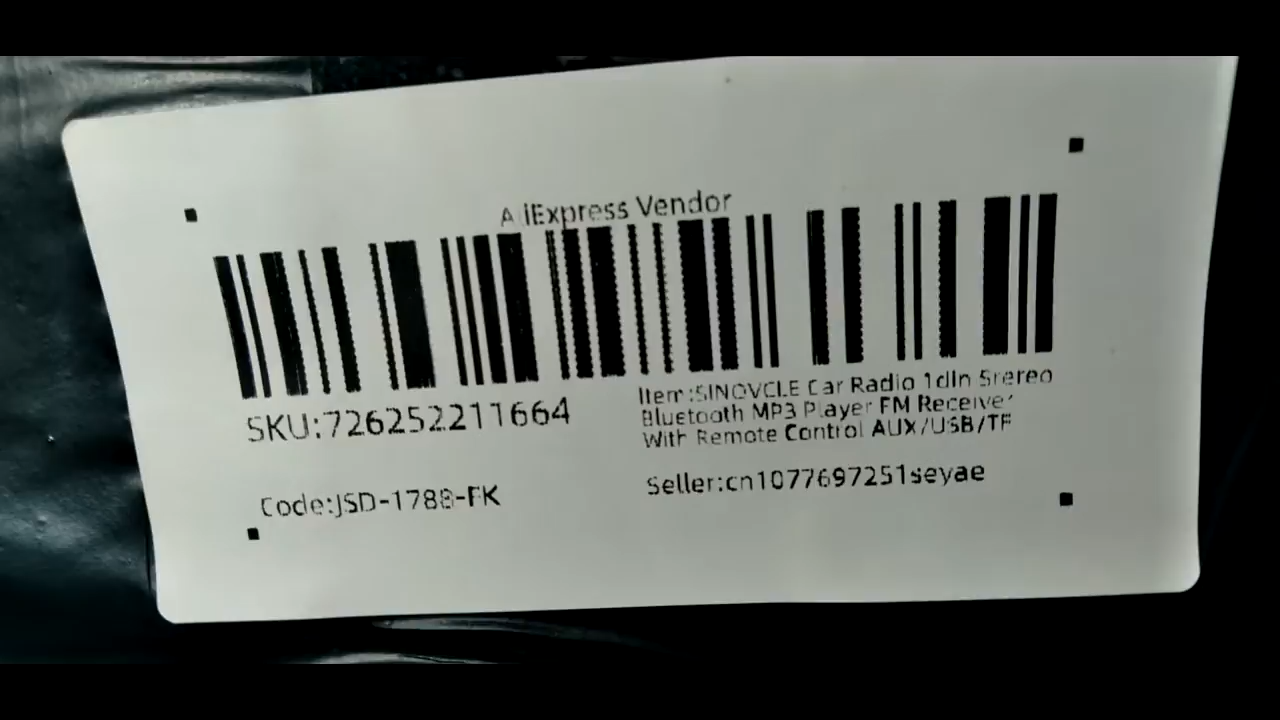 AliExpress Vendor
SKU:726252211664
Item:SINOVCLE Car Radio 1din Srereo
Bluetooth MP3 Player FM Receiver
With Remote Control AUX/USB/TF
Code:JSD-1788-FK
Seller:cn1077697251seyae